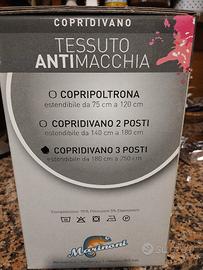 COPRIDIVANO
TESSUTO
ANTIMACCHIA
COPRIPOLTRONA
estendibile da 75 cm a 120 cm
COPRIDIVANO 2 POSTI
estendibile da 140 cm a 180 cm
COPRIDIVANO 3 POSTI
estendibile da 180 cm a 250 cm
Marinoni